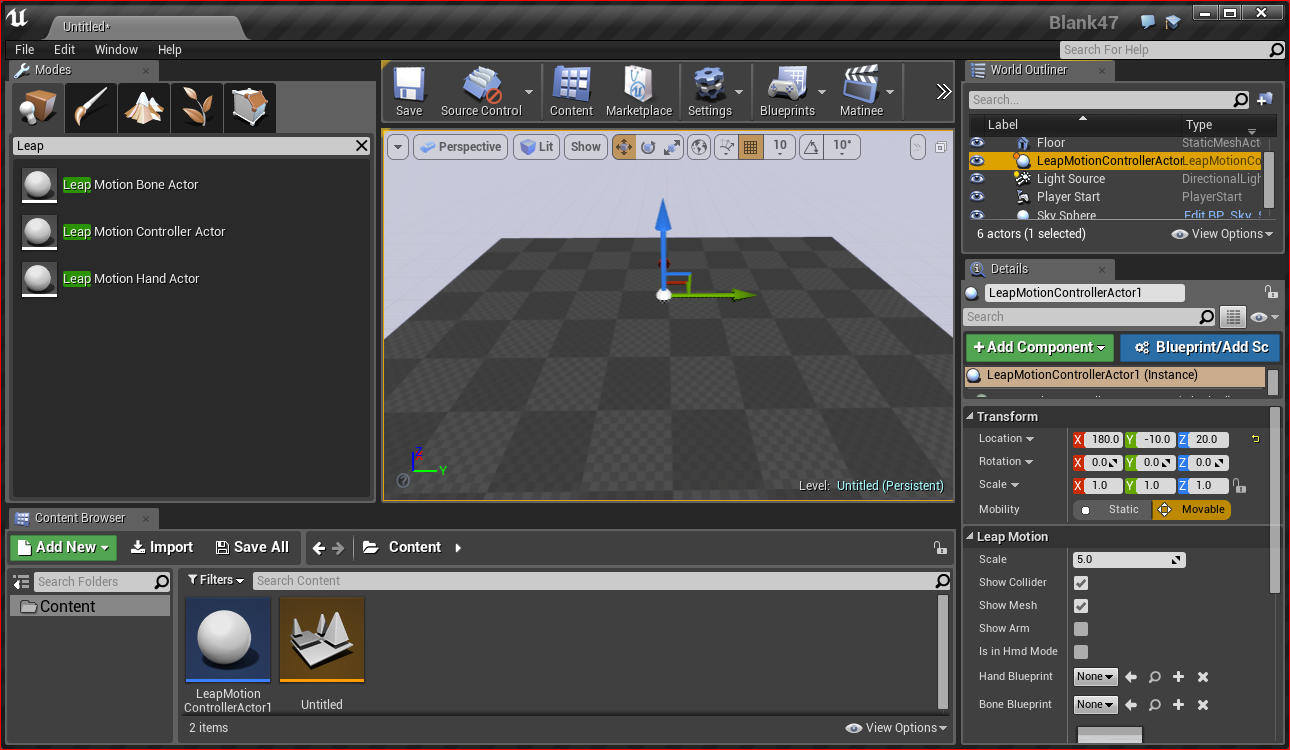 Untitled*
Blank47
File Edit Window Help
Search For Help
Modes
Leap
Leap Motion Bone Actor
Leap Motion Controller Actor
Leap Motion Hand Actor
Save
Source Control
Content
Marketplace
Settings
Blueprints
Matinee
Perspective
Lit
Show
10
10°
Z
Y
Level: Untitled (Persistent)
World Outliner
Search...
Label Type
Floor StaticMeshAct
LeapMotionControllerActor LeapMotionCo
Light Source DirectionalLigh
Player Start PlayerStart
Sky Sphere Edit BP_Sky_S
6 actors (1 selected)
View Options
Details
LeapMotionControllerActor1
Search
+Add Component
Blueprint/Add Sc
LeapMotionControllerActor1 (Instance)
Transform
Location X 180.0 Y -10.0 Z 20.0
Rotation X 0.0 Y 0.0 Z 0.0
Scale X 1.0 Y 1.0 Z 1.0
Mobility Static Movable
Leap Motion
Scale 5.0
Show Collider
Show Mesh
Show Arm
Is in Hmd Mode
Hand Blueprint None
Bone Blueprint None
Content Browser
Add New
Import
Save All
Content
Search Folders
Content
Filters
Search Content
LeapMotion
ControllerActor1
Untitled
2 items
View Options